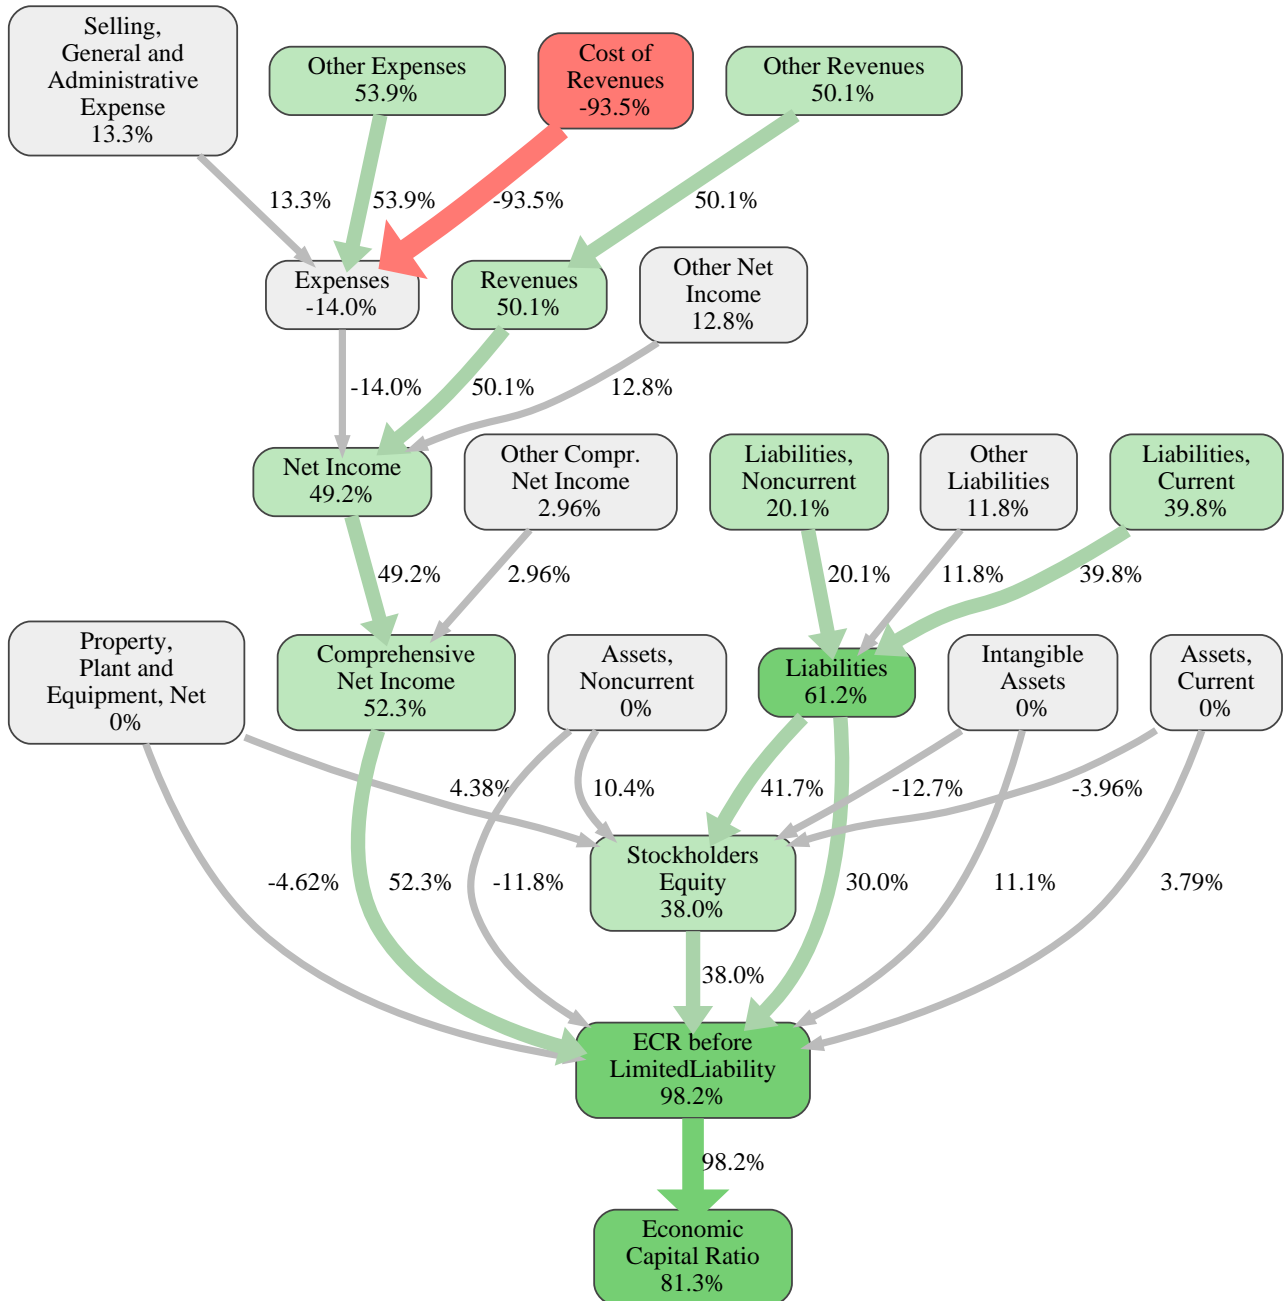 Selling,
General and
Administrative
Expense
13.3%
Other Expenses
53.9%
Cost of
Revenues
-93.5%
Other Revenues
50.1%
13.3%
53.9%
-93.5%
50.1%
Expenses
-14.0%
Revenues
50.1%
Other Net
Income
12.8%
-14.0%
50.1%
12.8%
Net Income
49.2%
Other Compr.
Net Income
2.96%
Liabilities,
Noncurrent
20.1%
Other
Liabilities
11.8%
Liabilities,
Current
39.8%
49.2%
2.96%
20.1%
11.8%
39.8%
Property,
Plant and
Equipment, Net
0%
Comprehensive
Net Income
52.3%
Assets,
Noncurrent
0%
Liabilities
61.2%
Intangible
Assets
0%
Assets,
Current
0%
4.38%
10.4%
41.7%
-12.7%
-3.96%
Stockholders
Equity
38.0%
-4.62%
52.3%
-11.8%
30.0%
11.1%
3.79%
38.0%
ECR before
LimitedLiability
98.2%
98.2%
Economic
Capital Ratio
81.3%